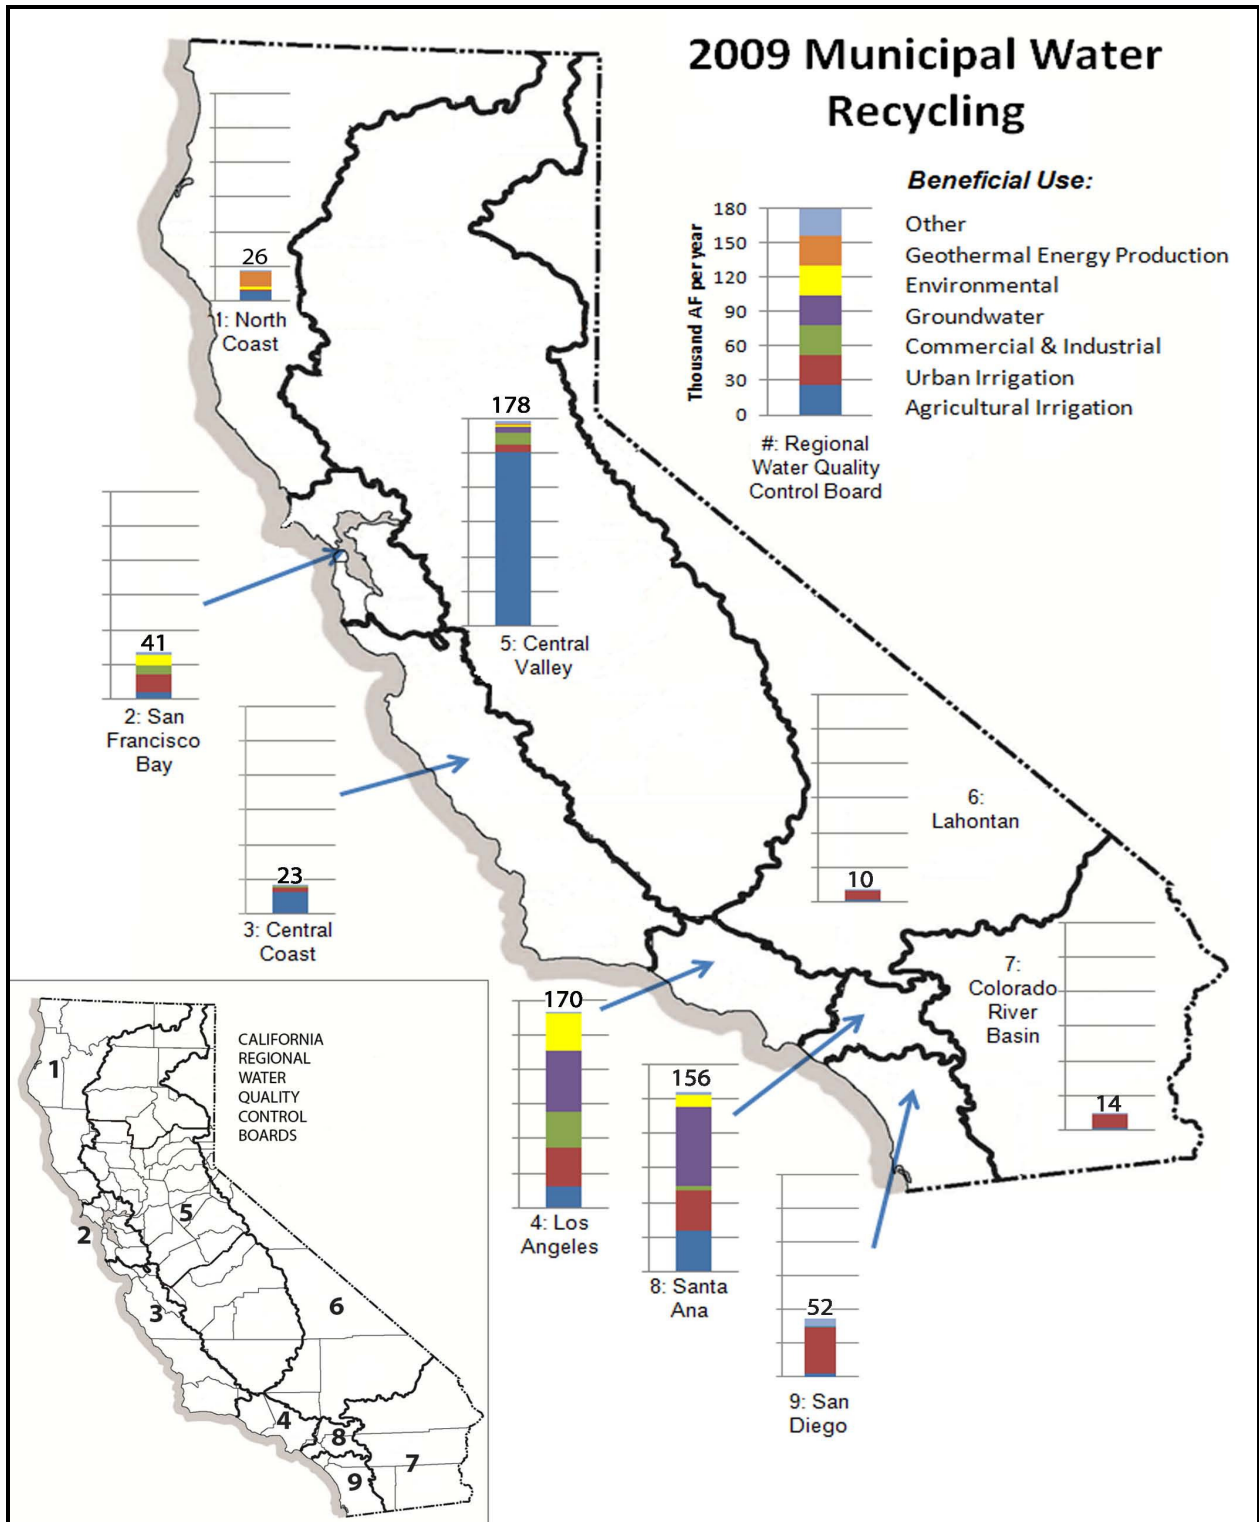 2009 Municipal Water
Recycling
Beneficial Use:
Thousand AF per year
180
150
120
90
60
30
0
Other
Geothermal Energy Production
Environmental
Groundwater
Commercial & Industrial
Urban Irrigation
Agricultural Irrigation
#: Regional
Water Quality
Control Board
26
1: North
Coast
178
5: Central
Valley
41
2: San
Francisco
Bay
23
3: Central
Coast
10
6:
Lahontan
14
7:
Colorado
River
Basin
170
4: Los
Angeles
156
8: Santa
Ana
52
9: San
Diego
CALIFORNIA
REGIONAL
WATER
QUALITY
CONTROL
BOARDS
1
2
5
3
6
4
8
7
9